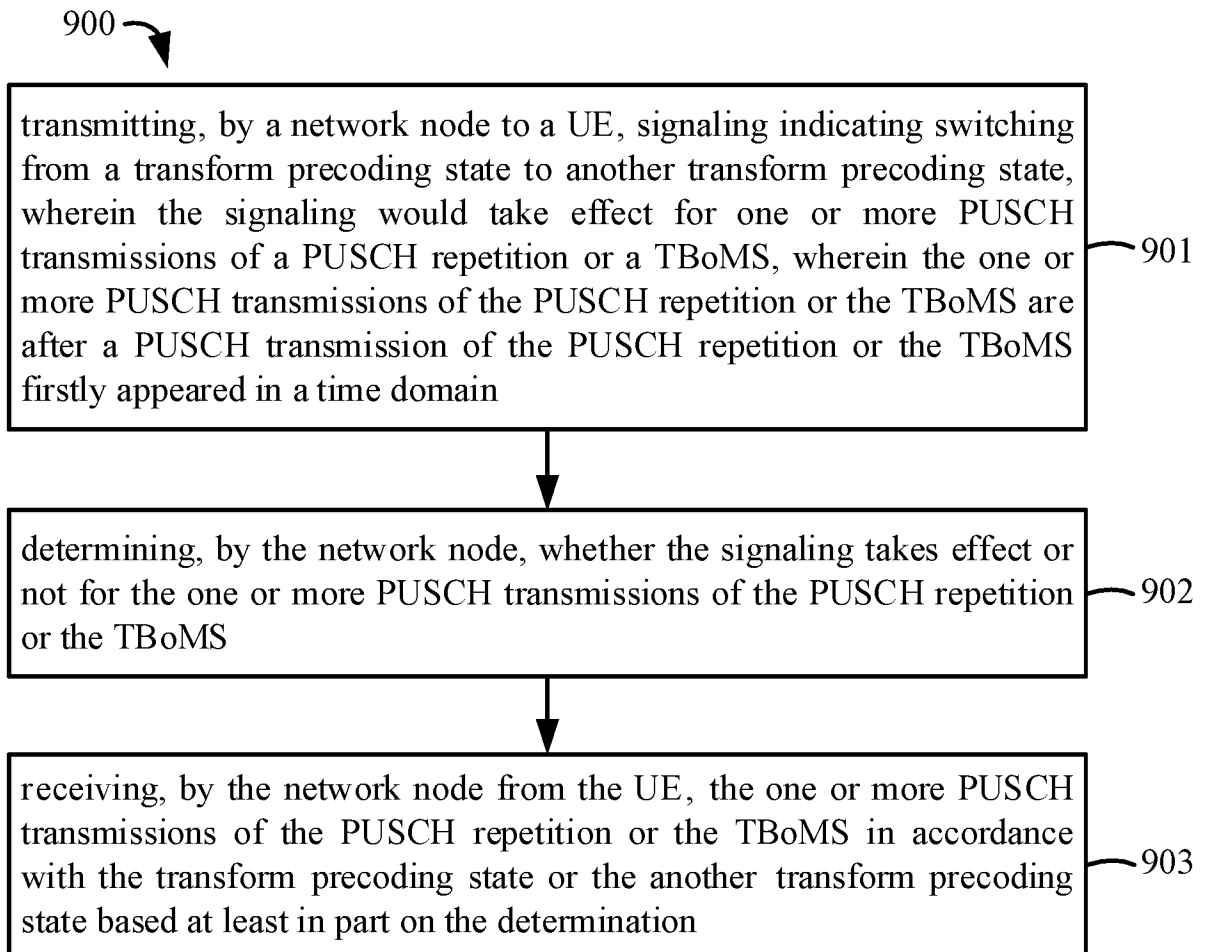 900
transmitting, by a network node to a UE, signaling indicating switching
from a transform precoding state to another transform precoding state,
wherein the signaling would take effect for one or more PUSCH
transmissions of a PUSCH repetition or a TBoMS, wherein the one or
more PUSCH transmissions of the PUSCH repetition or the TBoMS are
after a PUSCH transmission of the PUSCH repetition or the TBoMS
firstly appeared in a time domain
901
determining, by the network node, whether the signaling takes effect or
not for the one or more PUSCH transmissions of the PUSCH repetition
or the TBoMS
902
receiving, by the network node from the UE, the one or more PUSCH
transmissions of the PUSCH repetition or the TBoMS in accordance
with the transform precoding state or the another transform precoding
state based at least in part on the determination
903